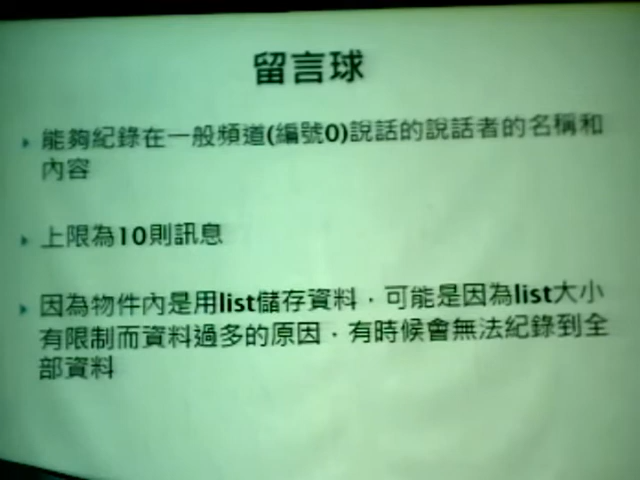 留言球
能夠紀錄在一般頻道(編號0)說話的說話者的名稱和
內容
上限為10則訊息
因為物件內是用list儲存資料，可能是因為list大小
有限制而資料過多的原因，有時候會無法紀錄到全
部資料